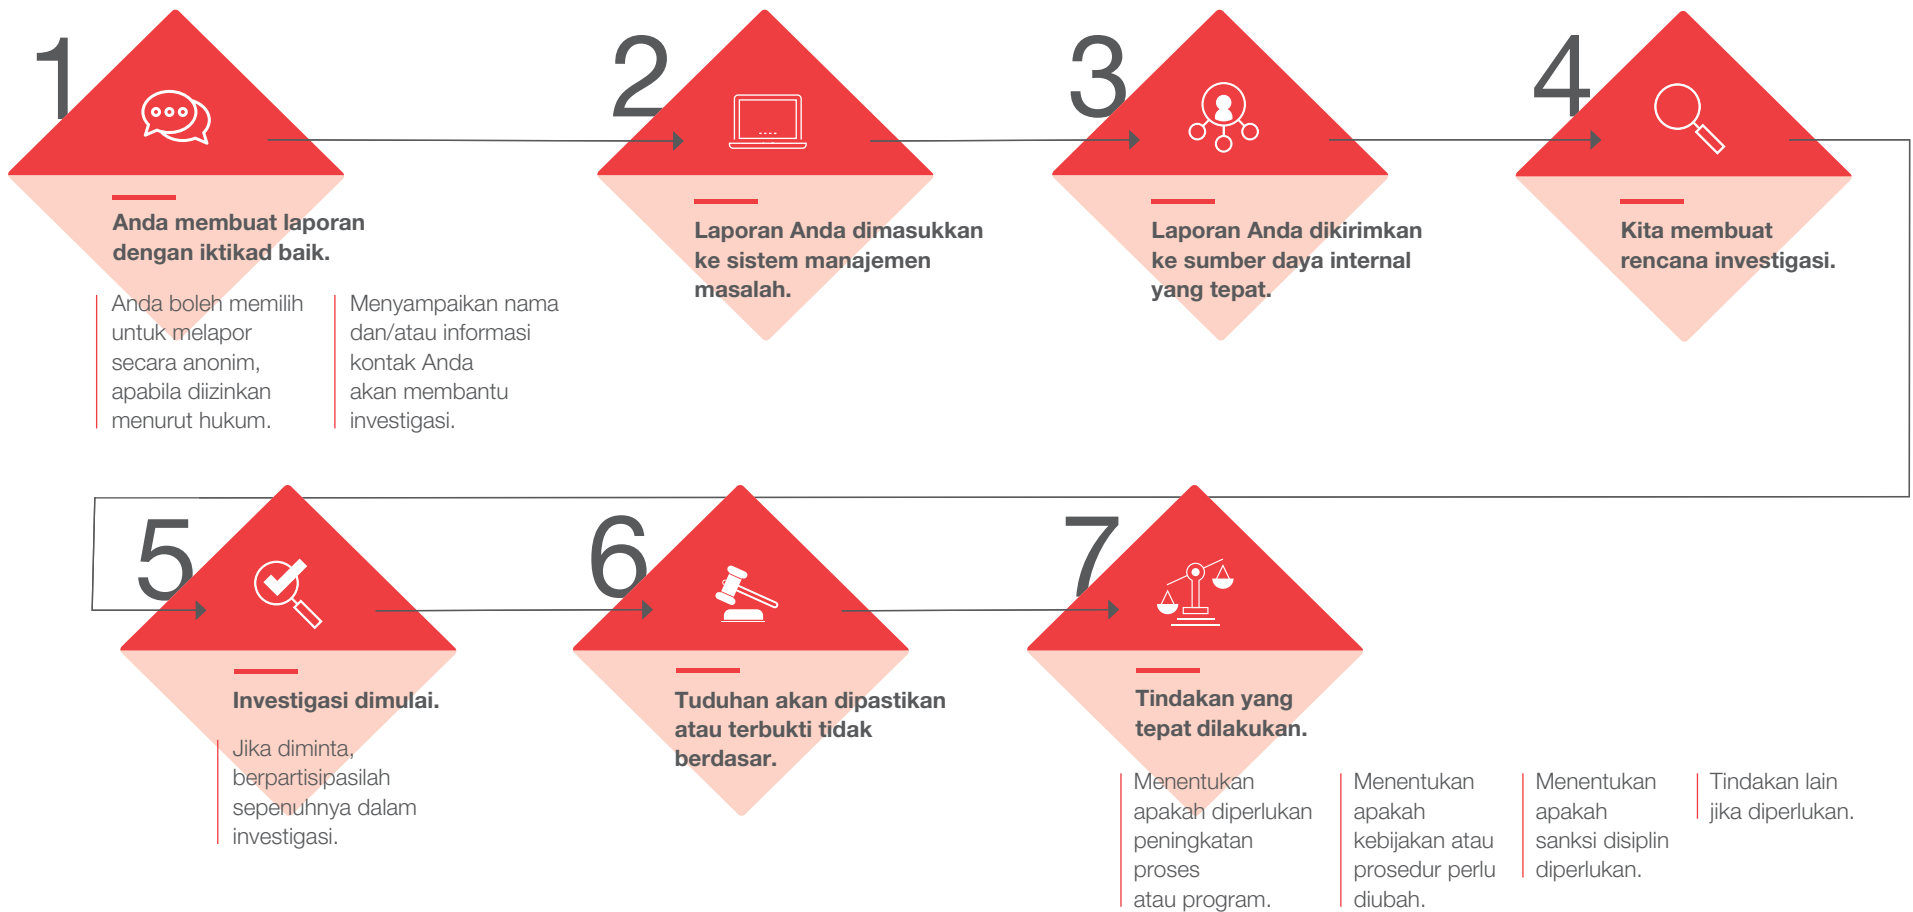 1
Anda membuat laporan
dengan iktikad baik.
Anda boleh memilih
untuk melapor
secara anonim,
apabila diizinkan
menurut hukum.
Menyampaikan nama
dan/atau informasi
kontak Anda
akan membantu
investigasi.
2
Laporan Anda dimasukkan
ke sistem manajemen
masalah.
3
Laporan Anda dikirimkan
ke sumber daya internal
yang tepat.
4
Kita membuat
rencana investigasi.
5
Investigasi dimulai.
Jika diminta,
berpartisipasilah
sepenuhnya dalam
investigasi.
6
Tuduhan akan dipastikan
atau terbukti tidak
berdasar.
7
Tindakan yang
tepat dilakukan.
Menentukan
apakah diperlukan
peningkatan
proses
atau program.
Menentukan
apakah
kebijakan atau
prosedur perlu
diubah.
Menentukan
apakah
sanksi disiplin
diperlukan.
Tindakan lain
jika diperlukan.